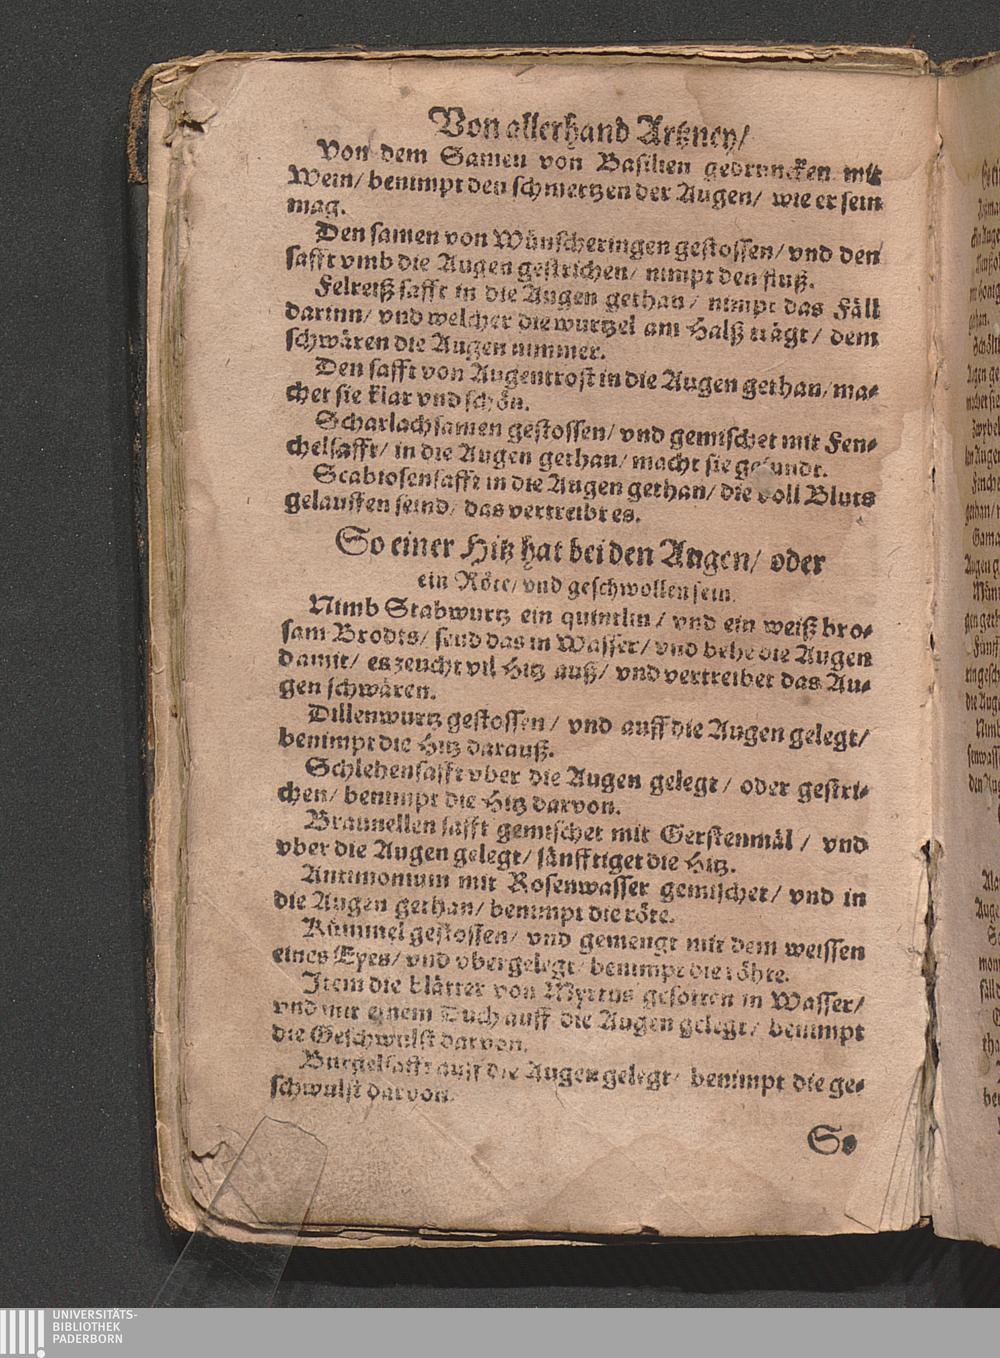 Von allerhand Artzney/
Von dem Samen von Basilien gedruncken mit
Wein/ benimpt den schmertzen der Augen/ wie er sein
mag.
Den samen von Wünscheringen gestossen/ vnd den
safft vmb die Augen gestrichen/ nimpt den fluß.
Felreiß safft in die Augen gethan/ nimpt das Fäll
darinn/ vnd welcher die wurtzel am Halß trägt/ dem
schwären die Augen nimmer.
Den safft von Augentrost in die Augen gethan/ ma-
chet sie klar vnd schön.
Scharlachsamen gestossen/ vnd gemischet mit Fen-
chelsafft/ in die Augen gethan/ macht sie gesundt.
Scabiosensafft in die Augen gethan/ die voll Bluts
gelauffen seind/ das vertreibt es.
So einer Hitz hat bei den Augen/ oder
ein Röte/ vnd geschwollen sein.
Nimb Stabwurtz ein quintlin/ vnd ein weiß bro-
sam Brodts/ seud das in Wasser/ vnd behe die Augen
damit/ es zeucht vil Hitz auß/ vnd vertreibet das Au-
gen schwären.
Dillenwurtz gestossen/ vnd auff die Augen gelegt/
benimpt die Hitz darauß.
Schlehensafft vber die Augen gelegt/ oder gestri-
chen/ benimpt die Hitz darvon.
Braunellen safft gemischet mit Gerstenmäl/ vnd
vber die Augen gelegt/ sänfftiget die Hitz.
Antimonium mit Rosenwasser gemischet/ vnd in
die Augen gethan/ benimpt die röte.
Kümmel gestossen/ vnd gemengt mit dem weissen
eines Eyes/ vnd vbergelegt/ benimpt die röhte.
Item die blätter von Myrtus gesotten in Wasser/
vnd mit einem Tuch auff die Augen gelegt/ benimpt
die Geschwulst darvon.
Burgelsafft auff die Augen gelegt/ benimpt die ge-
schwulst darvon.
So
UNIVERSITÄTS-
BIBLIOTHEK
PADERBORN